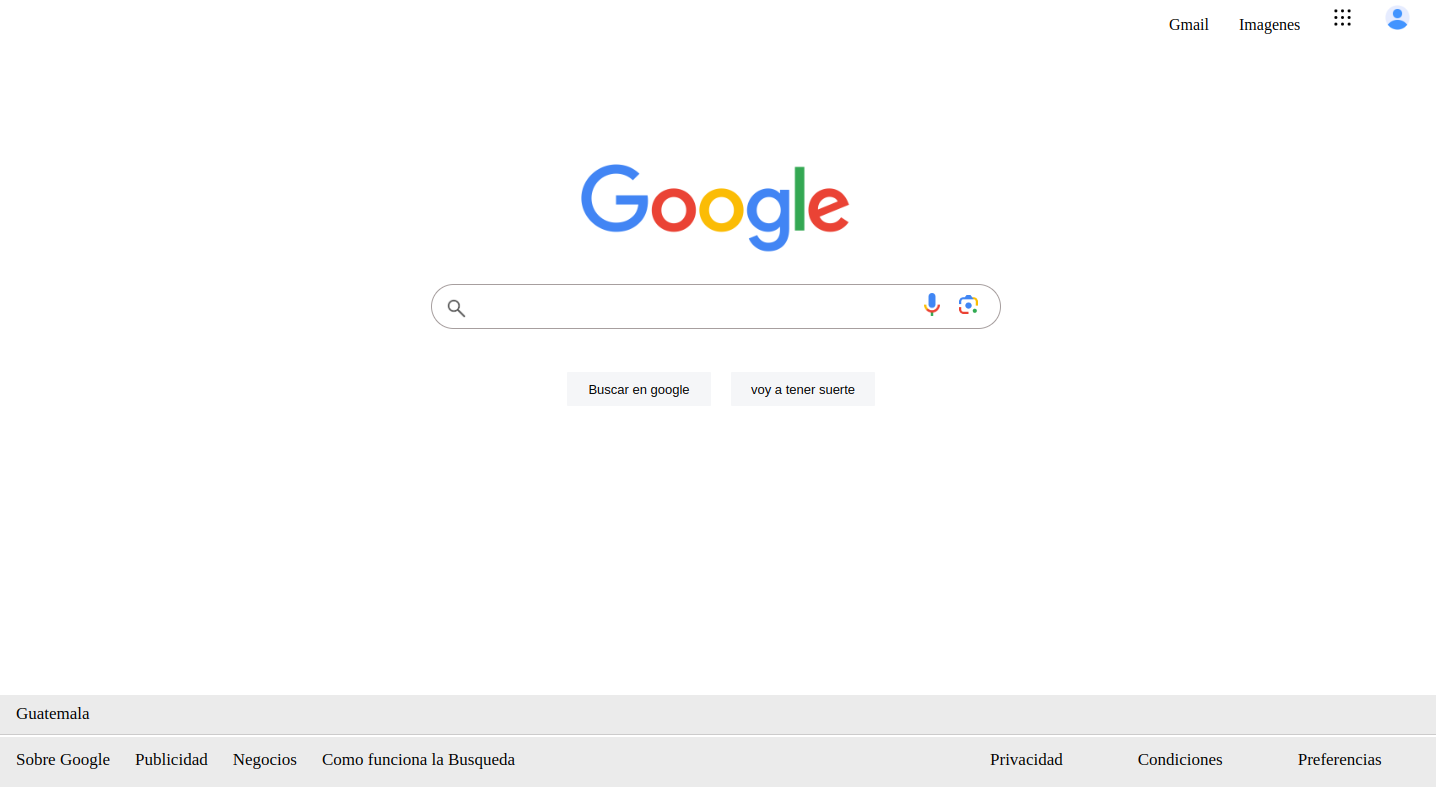 Gmail Imagenes
Google
Buscar en google voy a tener suerte
Guatemala
Sobre Google Publicidad Negocios Como funciona la Busqueda Privacidad Condiciones Preferencias